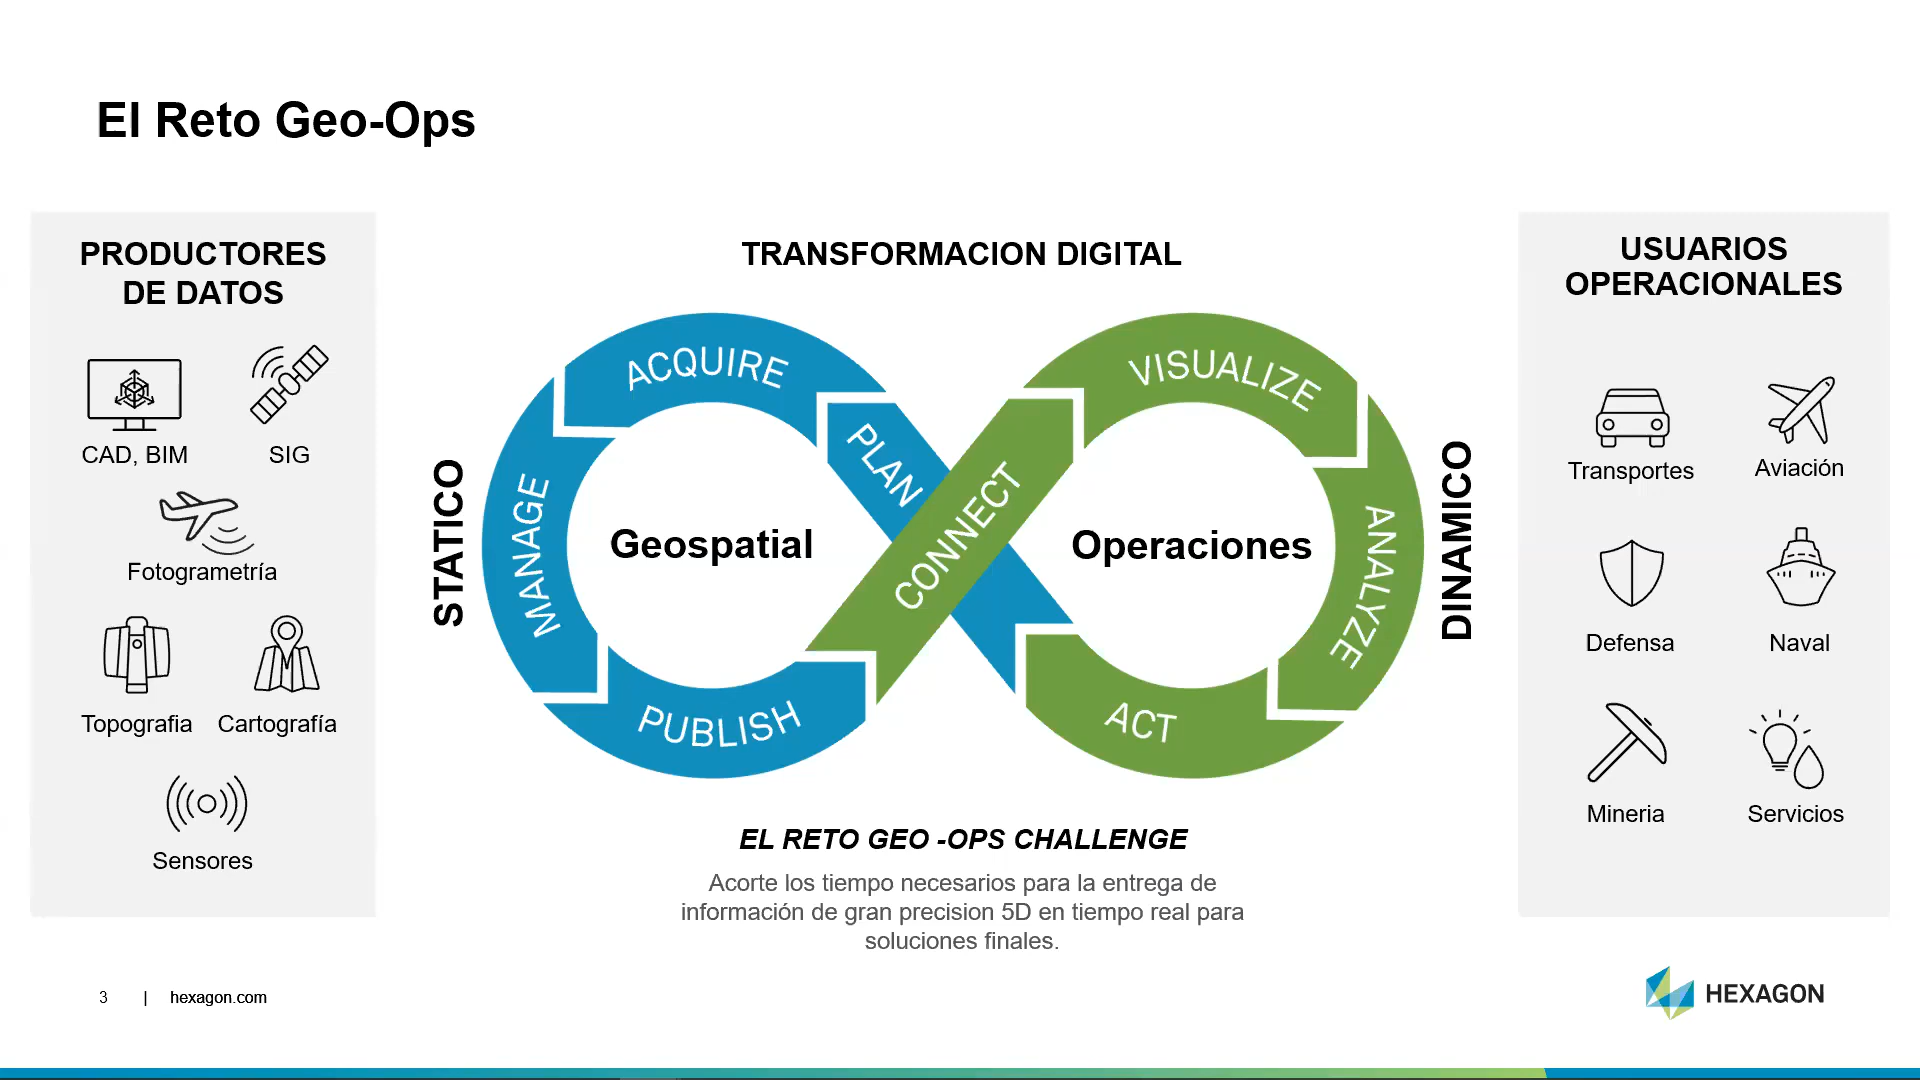 El Reto Geo-Ops
PRODUCTORES
DE DATOS
CAD, BIM
SIG
Fotogrametría
Topografia
Cartografía
Sensores
TRANSFORMACION DIGITAL
STATICO
ACQUIRE
MANAGE
PUBLISH
PLAN
CONNECT
Geospatial
VISUALIZE
ANALYZE
ACT
Operaciones
DINAMICO
EL RETO GEO -OPS CHALLENGE
Acorte los tiempo necesarios para la entrega de
información de gran precision 5D en tiempo real para
soluciones finales.
USUARIOS
OPERACIONALES
Transportes
Aviación
Defensa
Naval
Mineria
Servicios
3 | hexagon.com
HEXAGON